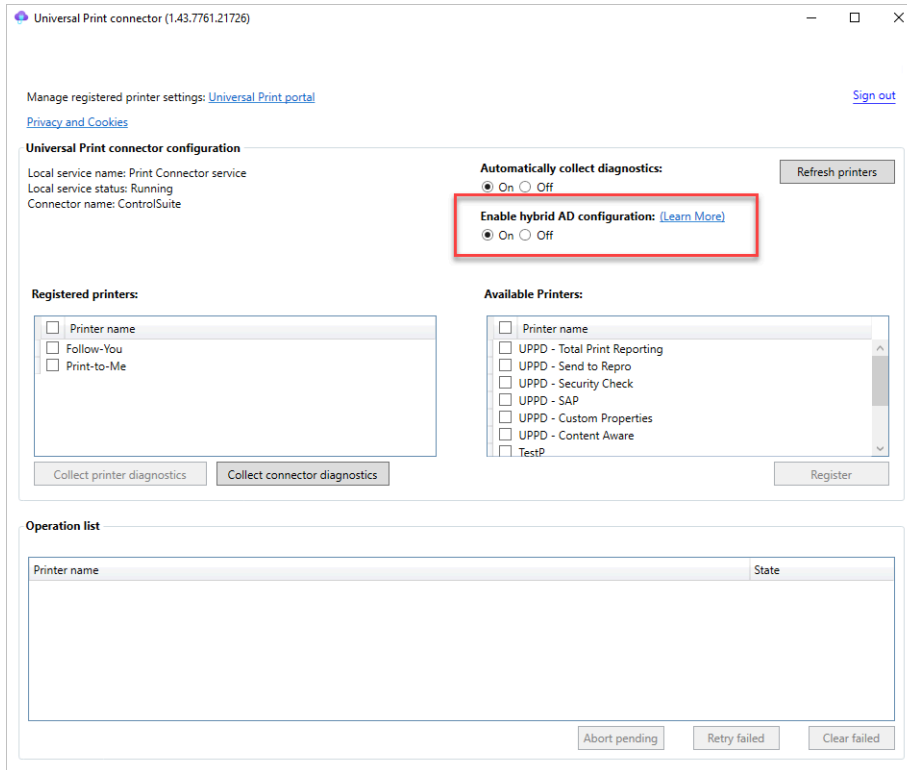 Universal Print connector (1.43.7761.21726)
Manage registered printer settings: Universal Print portal
Sign out
Privacy and Cookies
Universal Print connector configuration
Local service name: Print Connector service
Local service status: Running
Connector name: ControlSuite
Automatically collect diagnostics:
On Off
Refresh printers
Enable hybrid AD configuration: (Learn More)
On Off
Registered printers:
Printer name
Follow-You
Print-to-Me
Collect printer diagnostics
Collect connector diagnostics
Available Printers:
Printer name
UPPD - Total Print Reporting
UPPD - Send to Repro
UPPD - Security Check
UPPD - SAP
UPPD - Custom Properties
UPPD - Content Aware
TestP
Register
Operation list
Printer name State
Abort pending Retry failed Clear failed